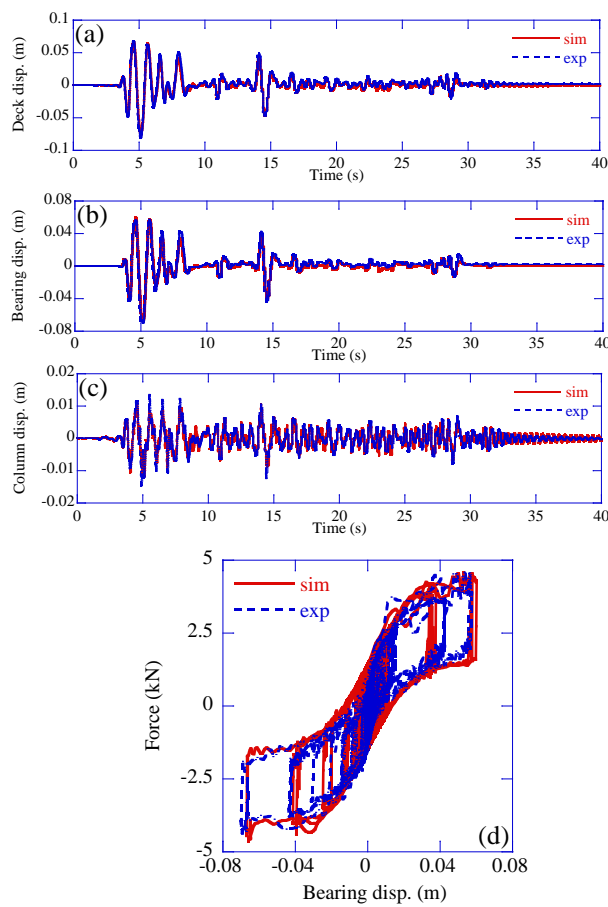 (a)
sim
exp
Deck disp. (m)
0.1
0.05
0
-0.05
-0.1
0 5 10 15 20 25 30 35 40
Time (s)
(b)
sim
exp
Bearing disp. (m)
0.08
0.04
0
-0.04
-0.08
0 5 10 15 20 25 30 35 40
Time (s)
(c)
sim
exp
Column disp. (m)
0.02
0.01
0
-0.01
-0.02
0 5 10 15 20 25 30 35 40
Time (s)
sim
exp
Force (kN)
5
2.5
0
-2.5
-5
(d)
-0.08 -0.04 0 0.04 0.08
Bearing disp. (m)